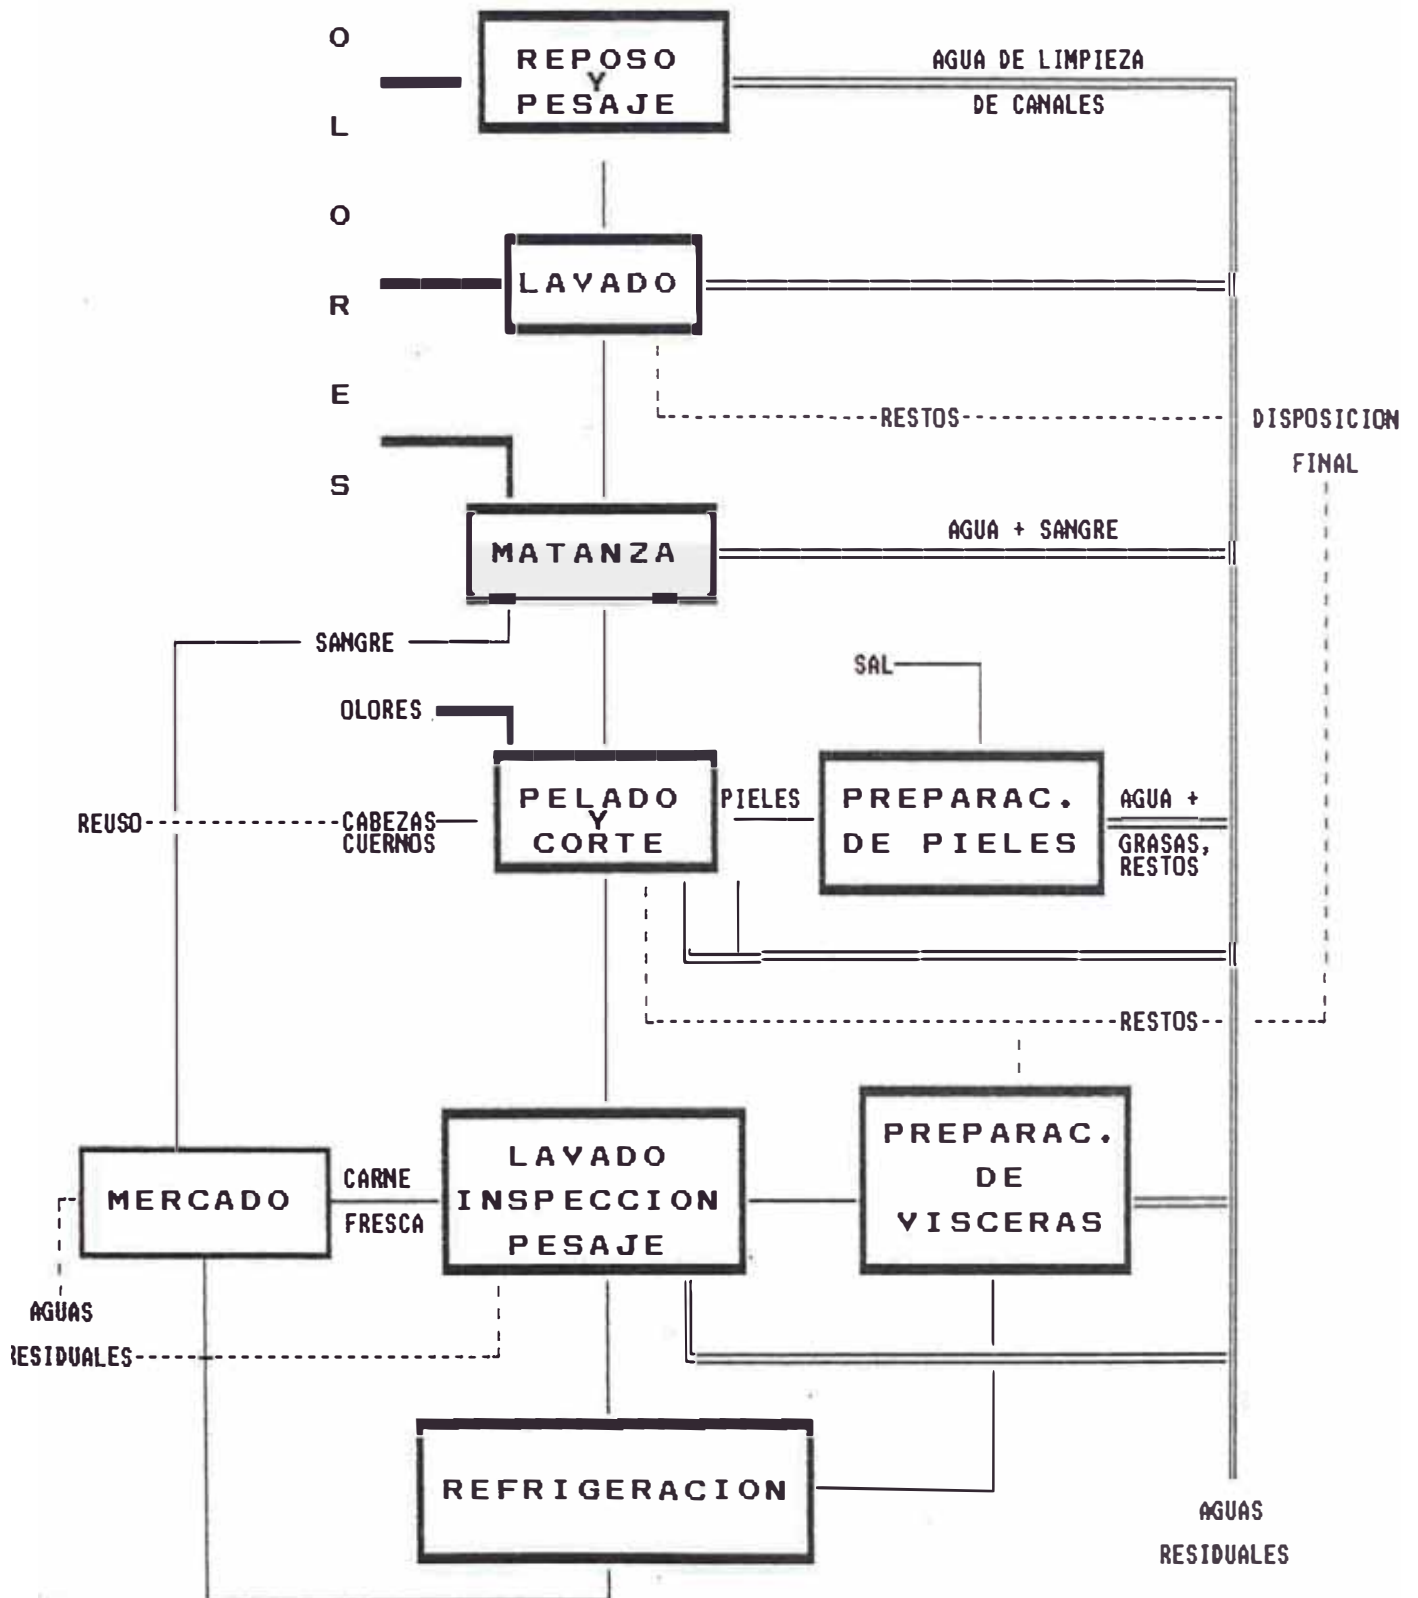 O
L
O
R
E
S
REPOSO
Y
PESAJE
AGUA DE LIMPIEZA
DE CANALES
LAVADO
RESTOS
DISPOSICION
FINAL
MATANZA
AGUA + SANGRE
SANGRE
SAL
OLORES
PELADO
Y
CORTE
PIELES
PREPARAC.
DE PIELES
AGUA +
GRASAS,
RESTOS
REUSO
CABEZAS
CUERNOS
RESTOS
MERCADO
CARNE
FRESCA
LAVADO
INSPECCION
PESAJE
PREPARAC.
DE
VISCERAS
AGUAS
RESIDUALES
REFRIGERACION
AGUAS
RESIDUALES